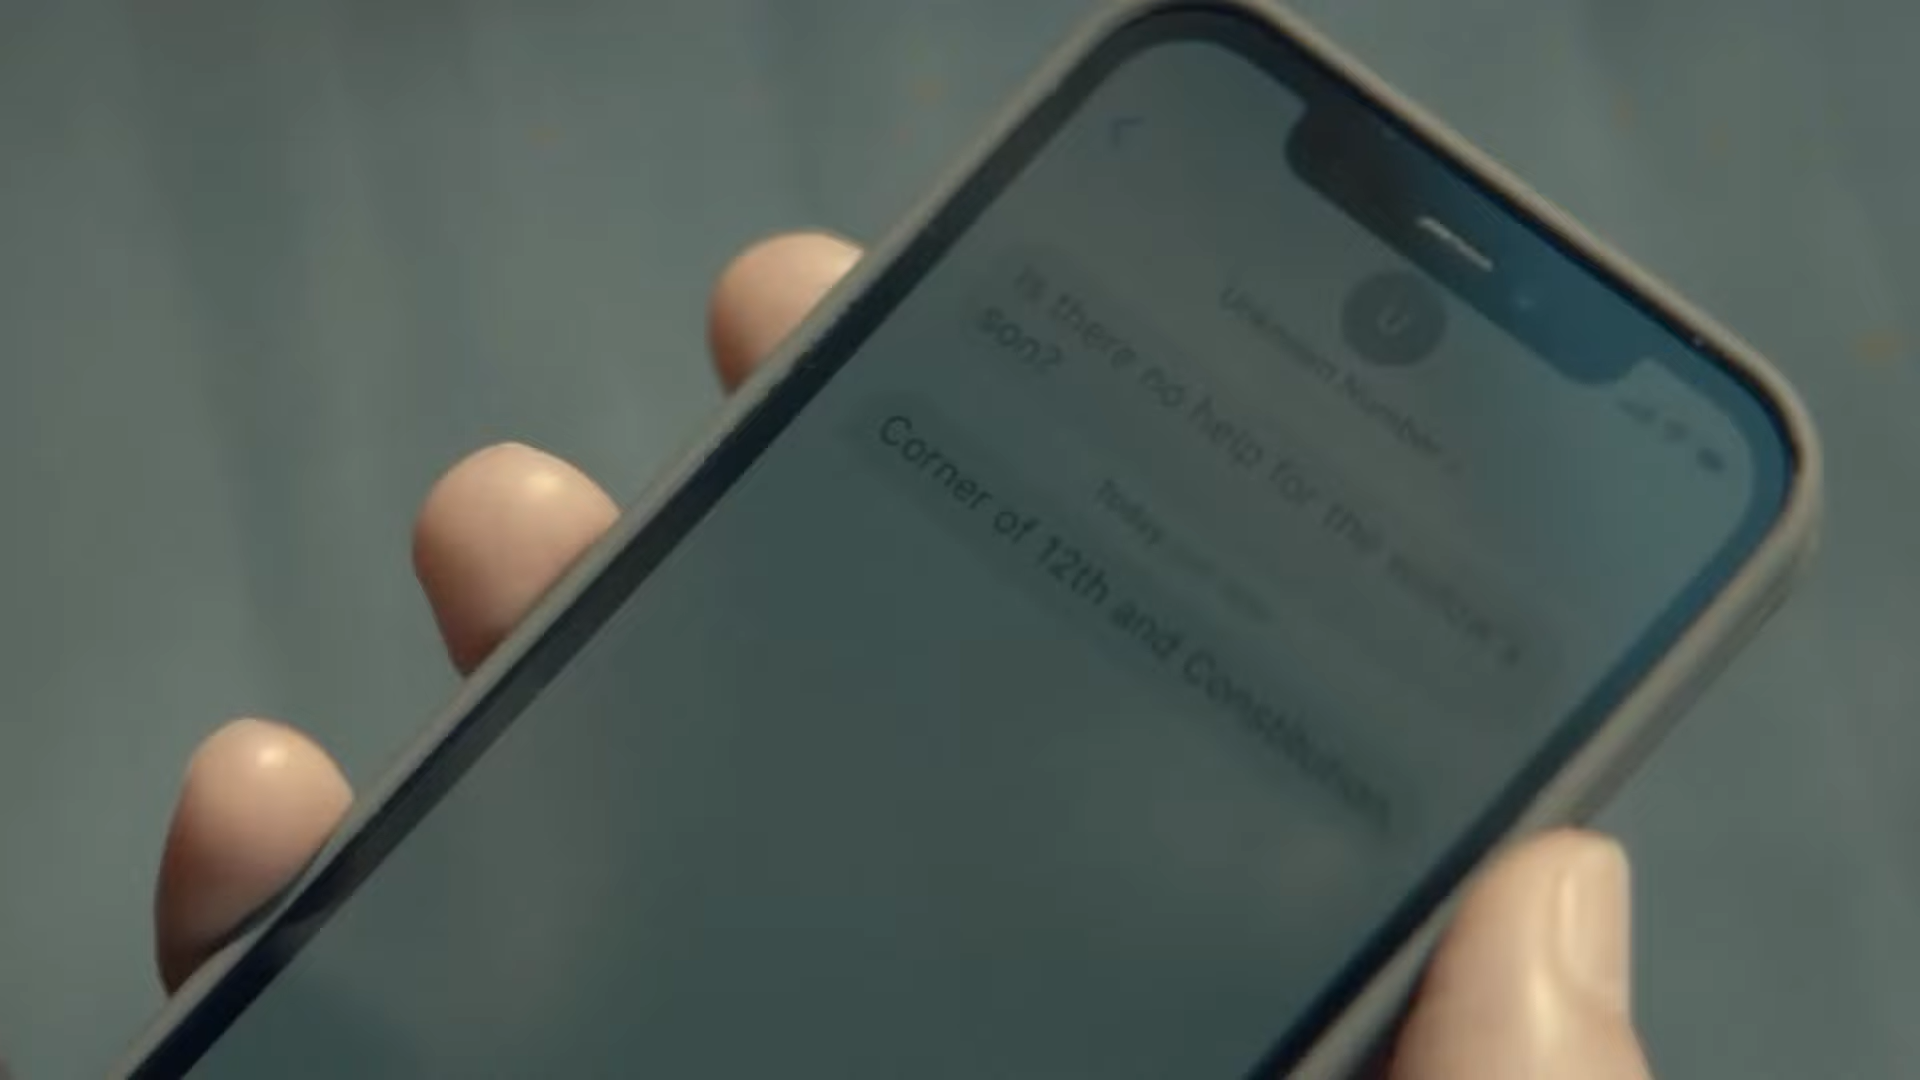 U
Unknown Number
Is there no help for the widow's
son?
Today
Corner of 12th and Constitution